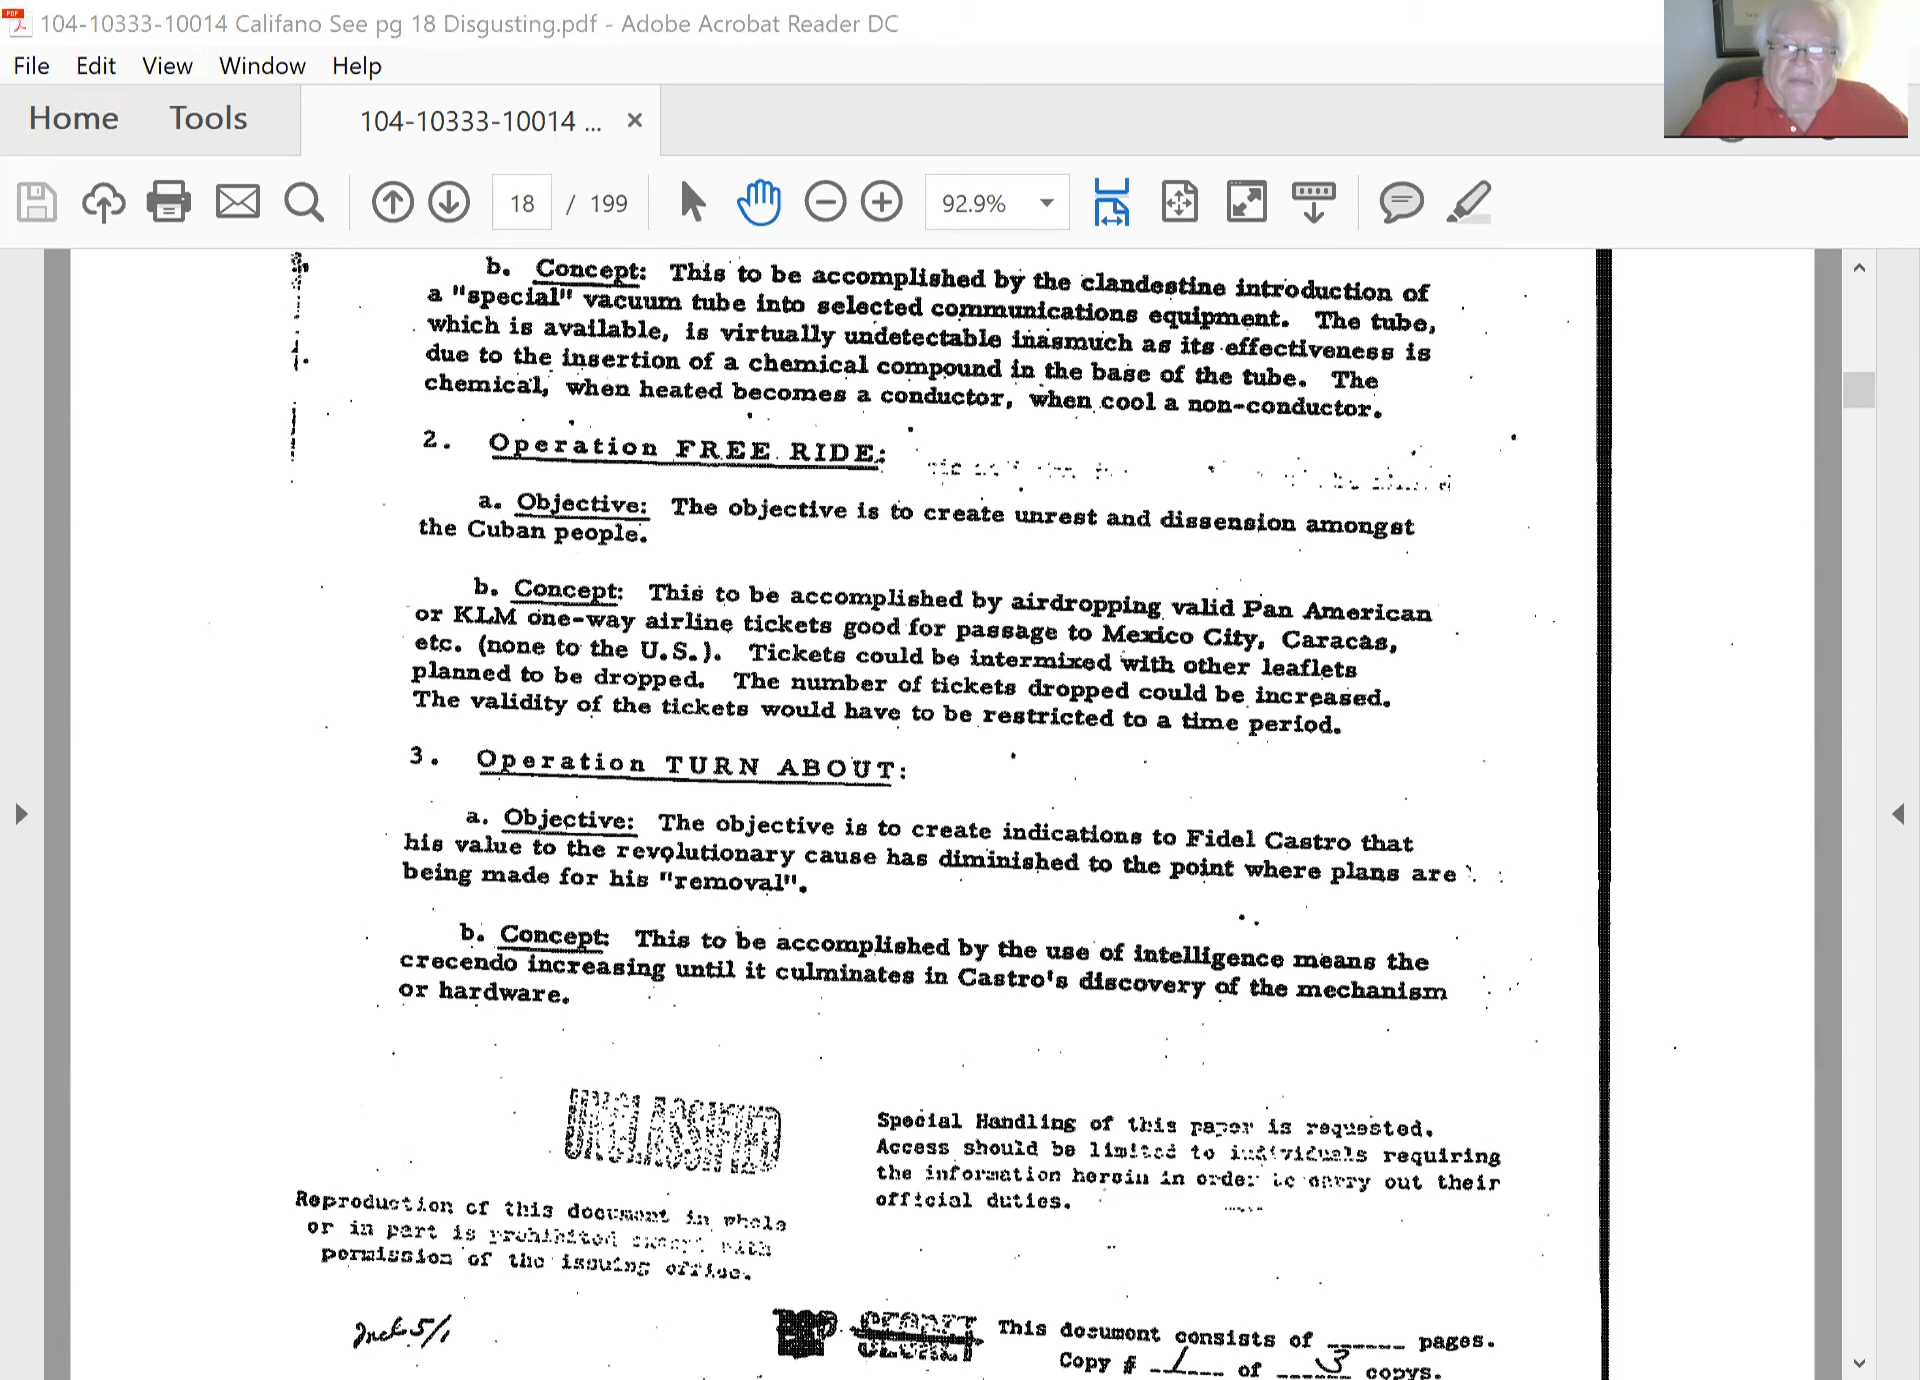 104-10333-10014 Califano See pg 18 Disgusting.pdf - Adobe Acrobat Reader DC
File Edit View Window Help
Home Tools 104-10333-10014 ... ×
18 / 199 92.9%
b. Concept: This to be accomplished by the clandestine introduction of
a "special" vacuum tube into selected communications equipment. The tube,
which is available, is virtually undetectable inasmuch as its effectiveness is
due to the insertion of a chemical compound in the base of the tube. The
chemical, when heated becomes a conductor, when cool a non-conductor.
2. Operation FREE RIDE:
a. Objective: The objective is to create unrest and dissension amongst
the Cuban people.
b. Concept: This to be accomplished by airdropping valid Pan American
or KLM one-way airline tickets good for passage to Mexico City, Caracas,
etc. (none to the U.S.). Tickets could be intermixed with other leaflets
planned to be dropped. The number of tickets dropped could be increased.
The validity of the tickets would have to be restricted to a time period.
3. Operation TURN ABOUT:
a. Objective: The objective is to create indications to Fidel Castro that
his value to the revolutionary cause has diminished to the point where plans are
being made for his "removal".
b. Concept: This to be accomplished by the use of intelligence means the
crecendo increasing until it culminates in Castro's discovery of the mechanism
or hardware.
UNCLASSIFIED
Special Handling of this paper is requested.
Access should be limited to individuals requiring
the information herein in order to carry out their
official duties.
Reproduction of this document in whole
or in part is prohibited except with
permission of the issuing office.
TOP SECRET
This document consists of ______ pages.
Copy # 1 of 3 copys.